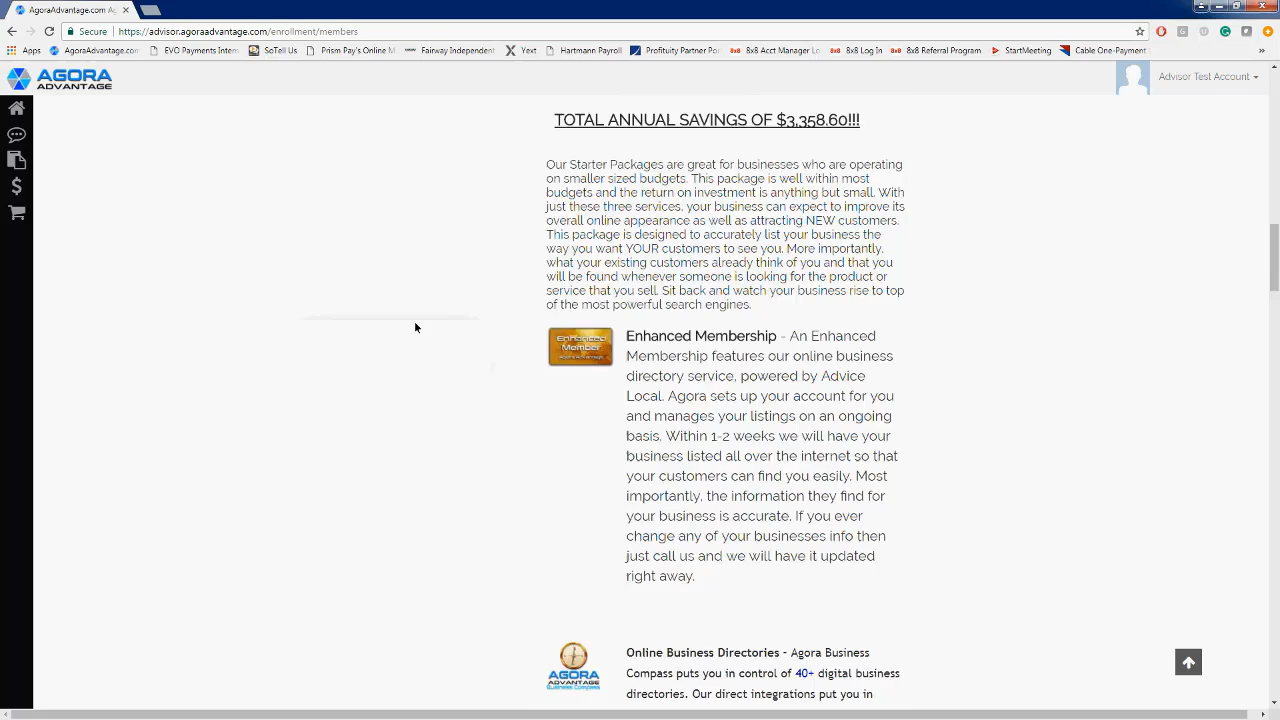 AgoraAdvantage.com Ag
Secure
https://advisor.agoraadvantage.com/enrollment/members
Apps
AgoraAdvantage.com
EVO Payments Intern
SoTellUs
Prism Pay's Online M
Fairway Independent
Yext
Hartmann Payroll
Profituity Partner
8x8 Acct Manager Lo
8x8 Log In
8x8 Referral Program
StartMeeting
Cable One-Payment
AGORA
ADVANTAGE
Advisor Test Account
TOTAL ANNUAL SAVINGS OF $3,358.60!!!
Our Starter Packages are great for businesses who are operating
on smaller sized budgets. This package is well within most
budgets and the return on investment is anything but small. With
just these three services, your business can expect to improve its
overall online appearance as well as attracting NEW customers.
This package is designed to accurately list your business the
way you want YOUR customers to see you. More importantly,
what your existing customers already think of you and that you
will be found whenever someone is looking for the product or
service that you sell. Sit back and watch your business rise to top
of the most powerful search engines.
Enhanced
Member
Agora Advantage
Enhanced Membership - An Enhanced
Membership features our online business
directory service, powered by Advice
Local. Agora sets up your account for you
and manages your listings on an ongoing
basis. Within 1-2 weeks we will have your
business listed all over the internet so that
your customers can find you easily. Most
importantly, the information they find for
your business is accurate. If you ever
change any of your businesses info then
just call us and we will have it updated
right away.
AGORA
ADVANTAGE
Business Compass
Online Business Directories - Agora Business
Compass puts you in control of 40+ digital business
directories. Our direct integrations put you in